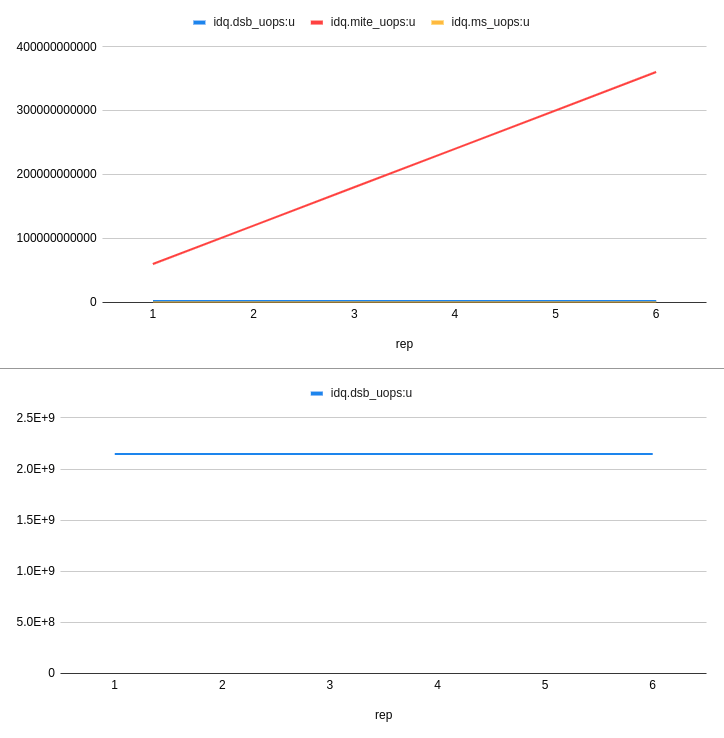 idq.dsb_uops:u idq.mite_uops:u idq.ms_uops:u
400000000000
300000000000
200000000000
100000000000
0
1 2 3 4 5 6
rep
idq.dsb_uops:u
2.5E+9
2.0E+9
1.5E+9
1.0E+9
5.0E+8
0
1 2 3 4 5 6
rep